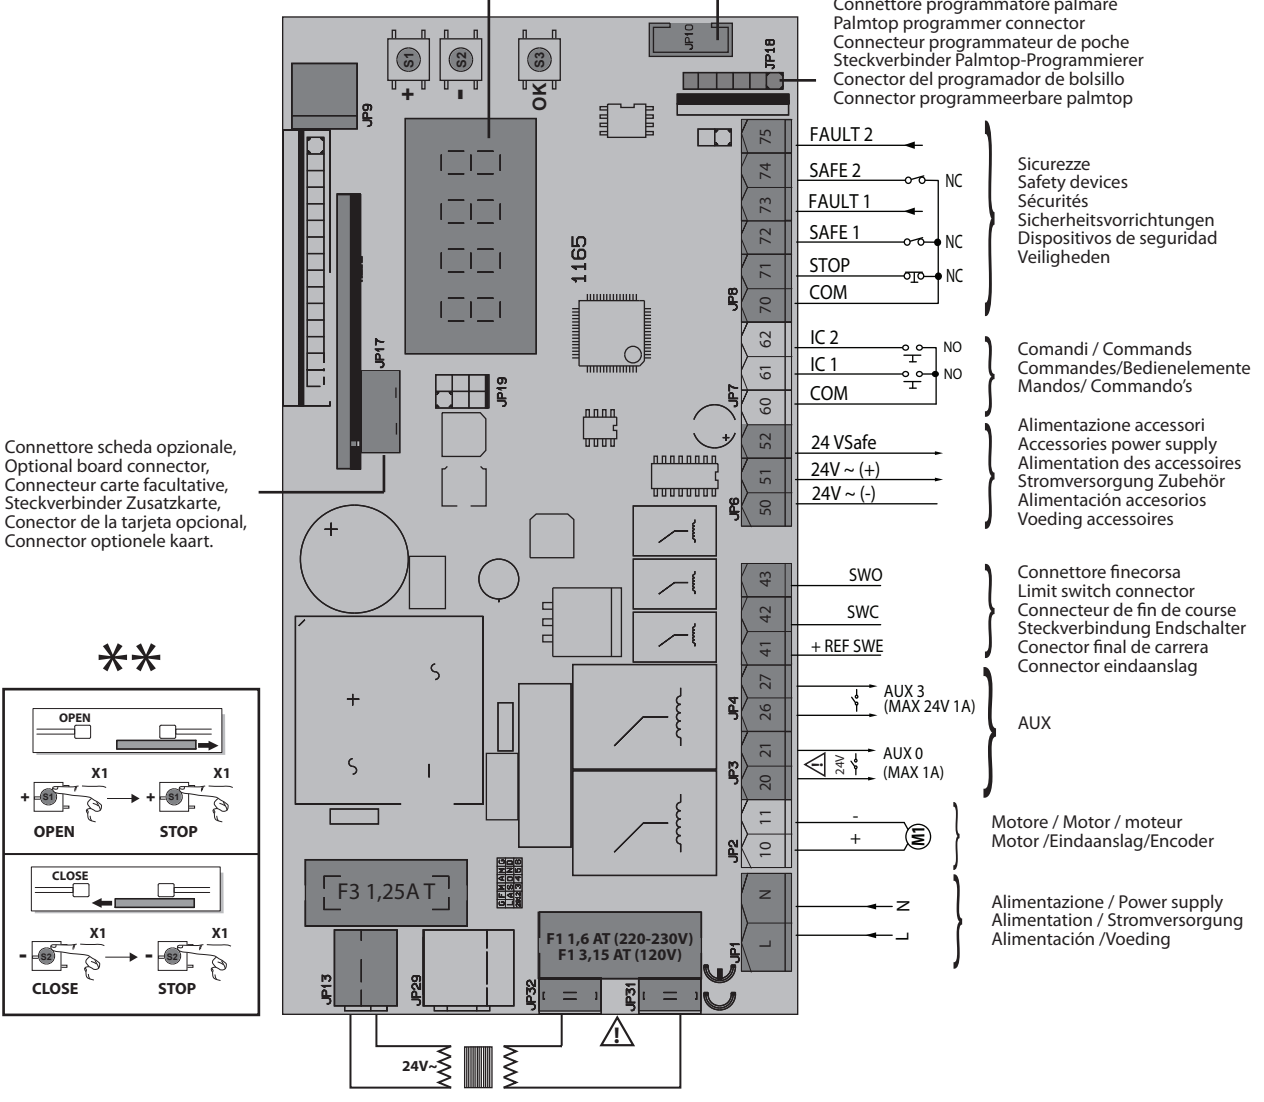 Connettore programmatore palmare
Palmtop programmer connector
Connecteur programmateur de poche
Steckverbinder Palmtop-Programmierer
Conector del programador de bolsillo
Connector programmeerbare palmtop
JP10
JP18
S1
S2
S3
+
-
OK
JP9
1165
JP17
JP19
JP8
75
74
73
72
71
70
FAULT 2
SAFE 2
NC
FAULT 1
SAFE 1
NC
STOP
NC
COM
Sicurezze
Safety devices
Sécurités
Sicherheitsvorrichtungen
Dispositivos de seguridad
Veiligheden
JP7
62
61
60
IC 2
NO
IC 1
NO
COM
Comandi / Commands
Commandes/Bedienelemente
Mandos/ Commando's
JP6
52
51
50
24 VSafe
24V ~ (+)
24V ~ (-)
Alimentazione accessori
Accessories power supply
Alimentation des accessoires
Stromversorgung Zubehör
Alimentación accesorios
Voeding accessoires
Connettore scheda opzionale,
Optional board connector,
Connecteur carte facultative,
Steckverbinder Zusatzkarte,
Conector de la tarjeta opcional,
Connector optionele kaart.
JP4
43
42
41
SWO
SWC
+ REF SWE
Connettore finecorsa
Limit switch connector
Connecteur de fin de course
Steckverbindung Endschalter
Conector final de carrera
Connector eindaanslag
27
26
AUX 3
(MAX 24V 1A)
AUX
JP3
21
20
24V
AUX 0
(MAX 1A)
JP2
11
10
-
+
M1
Motore / Motor / moteur
Motor /Eindaanslag/Encoder
JP1
N
L
N
L
Alimentazione / Power supply
Alimentation / Stromversorgung
Alimentación /Voeding
**
OPEN
X1
X1
+ S1
+ S1
OPEN
STOP
CLOSE
X1
X1
- S2
- S2
CLOSE
STOP
+
+
-
F3 1,25A T
F1 1,6 AT (220-230V)
F1 3,15 AT (120V)
JP13
JP29
JP32
JP31
CE
24V~